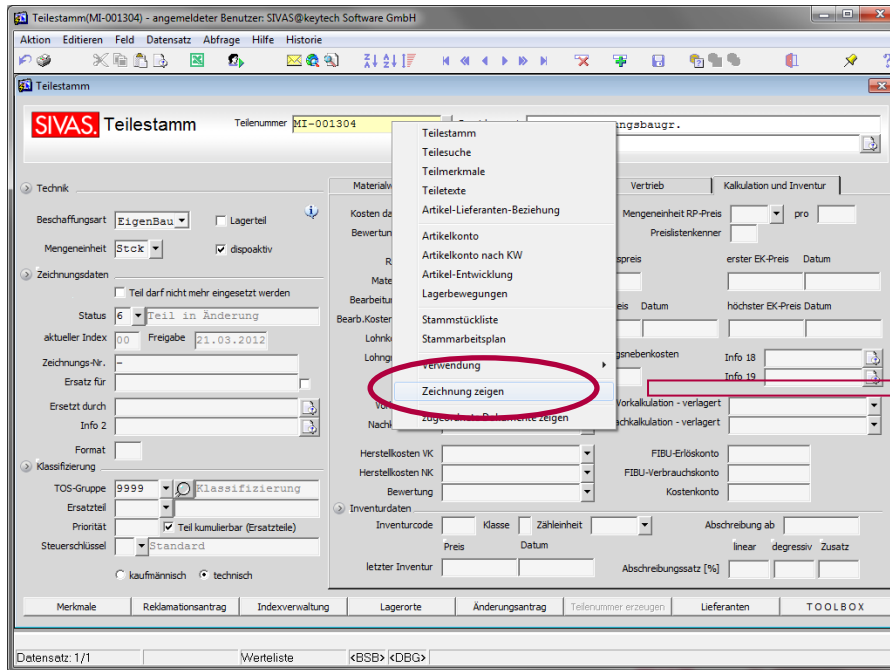 Teilestamm(MI-001304) - angemeldeter Benutzer: SIVAS@keytech Software GmbH
Aktion Editieren Feld Datensatz Abfrage Hilfe Historie
Teilestamm
SIVAS. Teilestamm Teilenummer MI-001304 ngsbaugr.
Teilestamm
Teilesuche
Teilmerkmale
Teiletexte
Artikel-Lieferanten-Beziehung
Artikelkonto
Artikelkonto nach KW
Artikel-Entwicklung
Lagerbewegungen
Stammstückliste
Stammarbeitsplan
Verwendung
Zeichnung zeigen
zugeordnete Dokumente zeigen
Technik
Beschaffungsart EigenBau Lagerteil
Mengeneinheit Stck dispoaktiv
Zeichnungsdaten
Teil darf nicht mehr eingesetzt werden
Status 6 Teil in Änderung
aktueller Index 00 Freigabe 21.03.2012
Zeichnungs-Nr. -
Ersatz für
Ersetzt durch
Info 2
Format
Klassifizierung
TOS-Gruppe 9999 Klassifizierung
Ersatzteil
Priorität Teil kumulierbar (Ersatzteile)
Steuerschlüssel Standard
kaufmännisch technisch
Vertrieb Kalkulation und Inventur
Kosten Mengeneinheit RP-Preis pro
Preislistenkenner
spreis erster EK-Preis Datum
Datum höchster EK-Preis Datum
gsnebenkosten Info 18
Info 19
Vorkalkulation - verlagert
achkalkulation - verlagert
Herstellkosten VK FIBU-Erlöskonto
Herstellkosten NK FIBU-Verbrauchskonto
Bewertung Kostenkonto
Inventurdaten
Inventurcode Klasse Zähleinheit Abschreibung ab
Preis Datum linear degressiv Zusatz
letzter Inventur Abschreibungssatz [%]
Merkmale Reklamationsantrag Indexverwaltung Lagerorte Änderungsantrag Teilenummer erzeugen Lieferanten TOOLBOX
Datensatz: 1/1 Werteliste <BSB> <DBG>